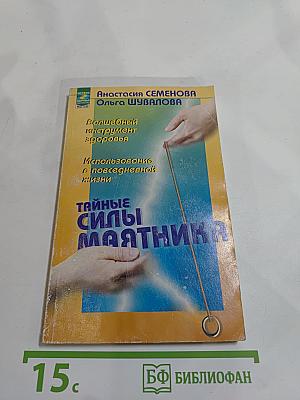 Анастасия СЕМЕНОВА
Ольга ШУВАЛОВА
Волшебный
инструмент
здоровья
Использование
в повседневной
жизни
ТАЙНЫЕ
СИЛЫ
МАЯТНИКА
15с
БФ БИБЛИОФАН